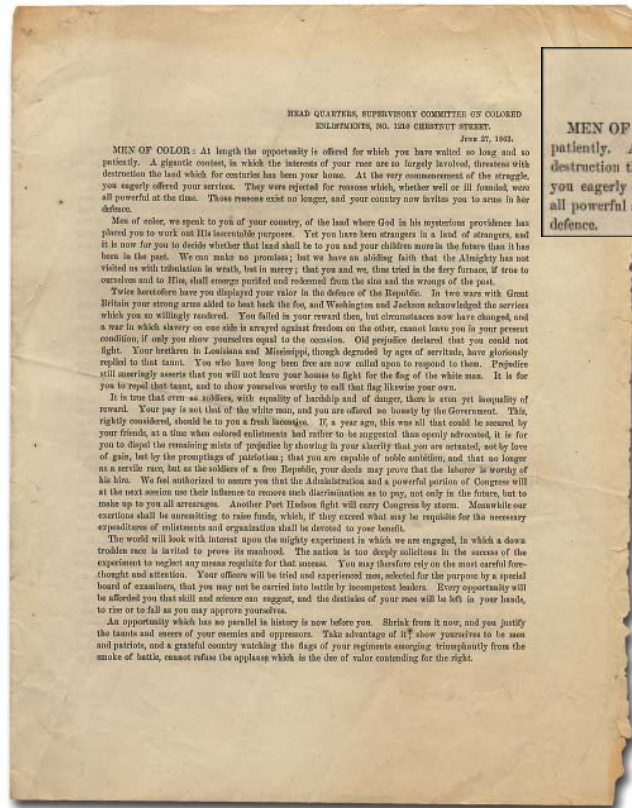 HEAD QUARTERS, SUPERVISORY COMMITTEE ON COLORED
ENLISTMENTS, NO. 1210 CHESTNUT STREET.
JUNE 27, 1863.
MEN OF COLOR: At length the opportunity is offered for which you have waited so long and so
patiently. A gigantic contest, in which the interests of your race are so largely involved, threatens with
destruction the land which for centuries has been your home. At the very commencement of the struggle,
you eagerly offered your services. They were rejected for reasons which, whether well or ill founded, were
all powerful at the time. Those reasons exist no longer, and your country now invites you to arms in her
defence.
Men of color, we speak to you of your country, of the land where God in his mysterious providence has
placed you to work out His inscrutable purposes. Yet you have been strangers in a land of strangers, and
it is now for you to decide whether that land shall be to you and your children more in the future than it has
been in the past. We can make no promises; but we have an abiding faith that the Almighty has not
visited us with tribulation in wrath, but in mercy; that you and we, thus tried in the fiery furnace, if true to
ourselves and to Him, shall emerge purified and redeemed from the sins and the wrongs of the past.
Twice heretofore have you displayed your valor in the defence of the Republic. In two wars with Great
Britain your strong arms aided to beat back the foe, and Washington and Jackson acknowledged the services
which you so willingly rendered. You failed in your reward then, but circumstances now have changed, and
a war in which slavery on one side is arrayed against freedom on the other, cannot leave you in your present
condition, if only you show yourselves equal to the occasion. Old prejudice declared that you could not
fight. Your brethren in Louisiana and Mississippi, though degraded by ages of servitude, have gloriously
replied to that taunt. You who have long been free are now called upon to respond to them. Prejudice
still sneeringly asserts that you will not leave your homes to fight for the flag of the white man. It is for
you to repel that taunt, and to show yourselves worthy to call that flag likewise your own.
It is true that even as soldiers, with equality of hardship and of danger, there is even yet inequality of
reward. Your pay is not that of the white man, and you are offered no bounty by the Government. This,
rightly considered, should be to you a fresh incentive. If, a year ago, this was all that could be secured by
your friends, at a time when colored enlistments had rather to be suggested than openly advocated, it is for
you to dispel the remaining mists of prejudice by showing in your alacrity that you are actuated, not by love
of gain, but by the promptings of patriotism; that you are capable of noble ambition, and that no longer
as a servile race, but as the soldiers of a free Republic, your deeds may prove that the laborer is worthy of
his hire. We feel authorized to assure you that the Administration and a powerful portion of Congress will
at the next session use their influence to remove such discrimination as to pay, not only in the future, but to
make up to you all arrearages. Another Port Hudson fight will carry Congress by storm. Meanwhile our
exertions shall be unremitting to raise funds, which, if they exceed what may be requisite for the necessary
expenditures of enlistments and organization shall be devoted to your benefit.
The world will look with interest upon the mighty experiment in which we are engaged, in which a down
trodden race is invited to prove its manhood. The nation is too deeply solicitous in the success of the
experiment to neglect any means requisite for that success. You may therefore rely on the most careful fore-
thought and attention. Your officers will be tried and experienced men, selected for the purpose by a special
board of examiners, that you may not be carried into battle by incompetent leaders. Every opportunity will
be afforded you that skill and science can suggest, and the destinies of your race will be left in your hands,
to rise or to fall as you may approve yourselves.
An opportunity which has no parallel in history is now before you. Shrink from it now, and you justify
the taunts and sneers of your enemies and oppressors. Take advantage of it, show yourselves to be men
and patriots, and a grateful country watching the flags of your regiments emerging triumphantly from the
smoke of battle, cannot refuse the applause which is the due of valor contending for the right.
MEN OF
patiently.
destruction
you eagerly
all powerful
defence.